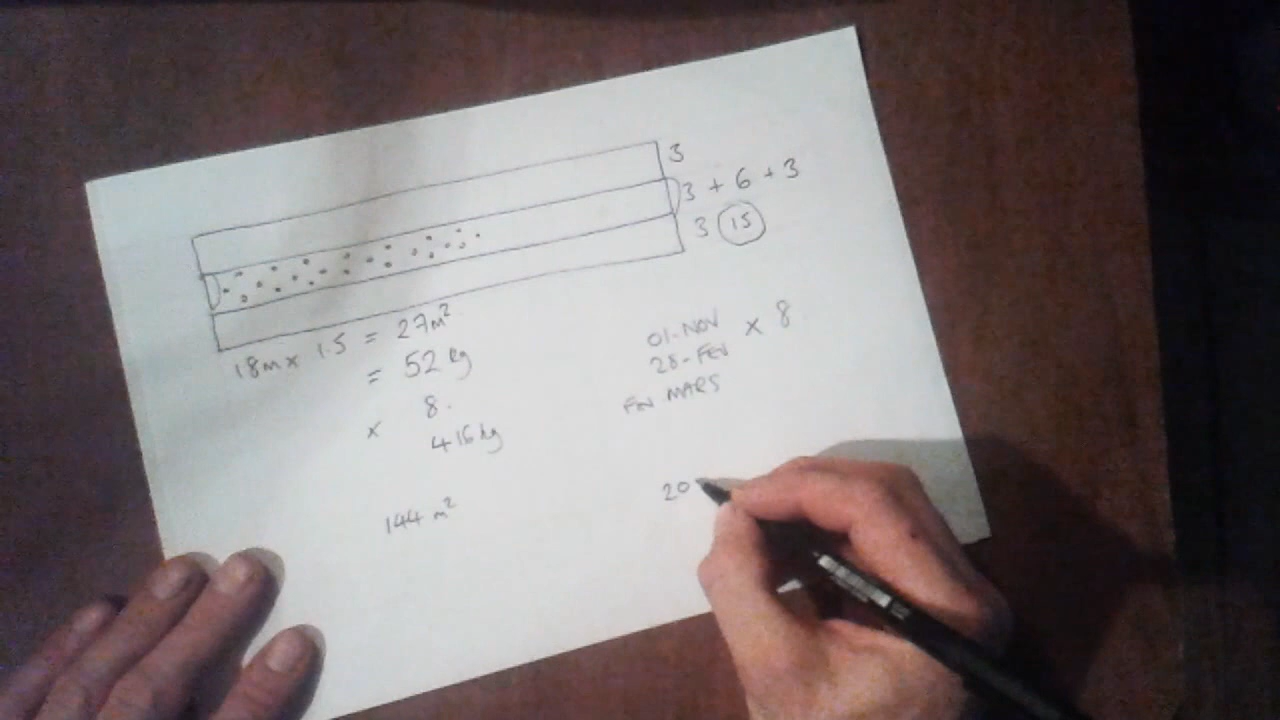 3
3 + 6 + 3
3 15
18m x 1.5 = 27m²
= 52 kg
x 8.
416 kg
144 m²
01-NOV x 8
28-FEV
FIN MARS
20